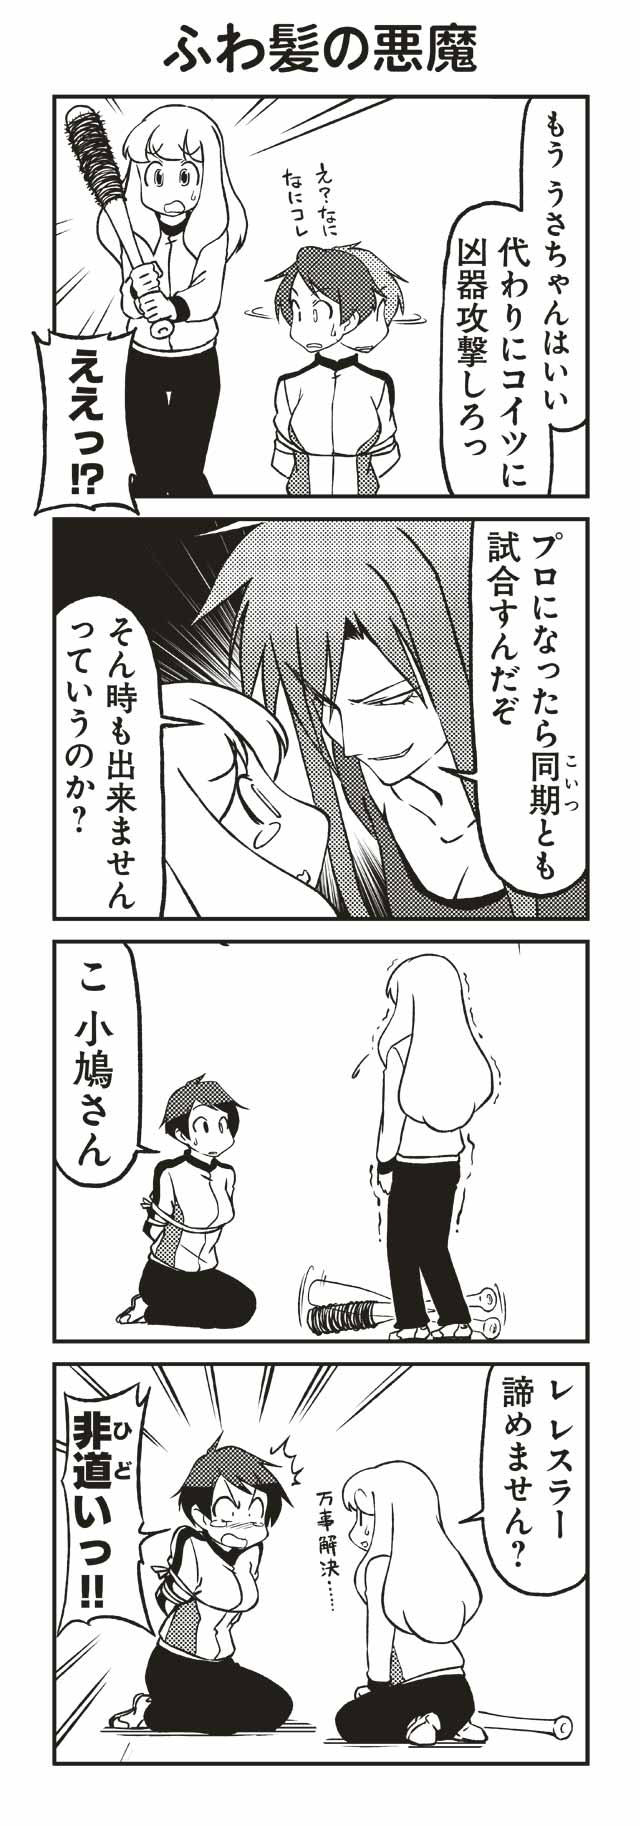 ふわ髪の悪魔
もう うさちゃんはいい
代わりにコイツに
凶器攻撃しろっ
え?なに
なにコレ
ええっ!?
プロになったら同期とも
こいつ
試合すんだぞ
そん時も出来ません
っていうのか?
こ 小鳩さん
レ レスラー
諦めません?
万事解決……
非道いっ!!
ひど